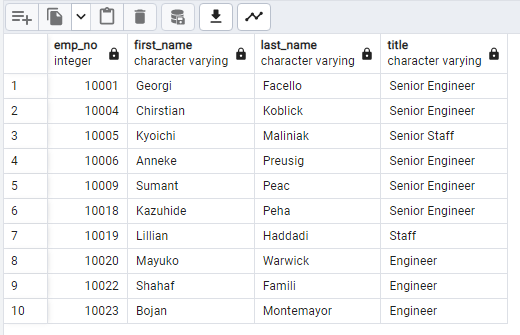 emp_no first_name last_name title
integer character varying character varying character varying
1 10001 Georgi Facello Senior Engineer
2 10004 Chirstian Koblick Senior Engineer
3 10005 Kyoichi Maliniak Senior Staff
4 10006 Anneke Preusig Senior Engineer
5 10009 Sumant Peac Senior Engineer
6 10018 Kazuhide Peha Senior Engineer
7 10019 Lillian Haddadi Staff
8 10020 Mayuko Warwick Engineer
9 10022 Shahaf Famili Engineer
10 10023 Bojan Montemayor Engineer